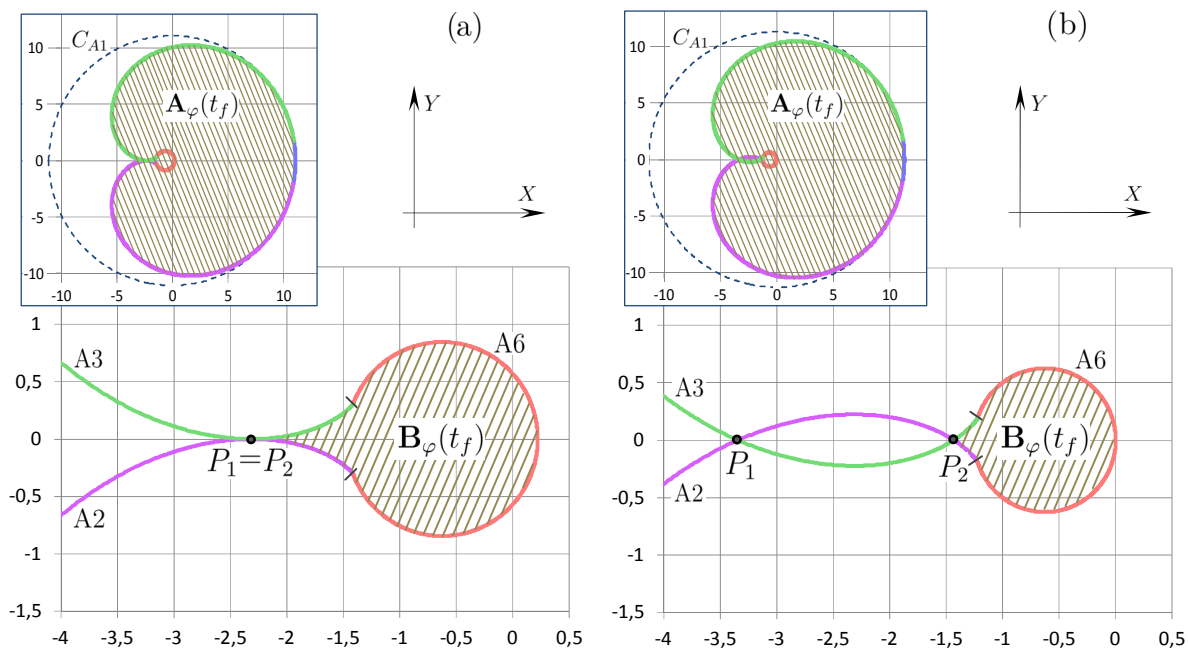 (a)
C_{A1}
A_φ(t_f)
10
5
0
-5
-10
-10 -5 0 5 10
Y
X
1
0,5
0
-0,5
-1
-1,5
-4 -3,5 -3 -2,5 -2 -1,5 -1 -0,5 0 0,5
A3
A2
A6
P_1=P_2
B_φ(t_f)
(b)
C_{A1}
A_φ(t_f)
10
5
0
-5
-10
-10 -5 0 5 10
Y
X
1
0,5
0
-0,5
-1
-1,5
-4 -3,5 -3 -2,5 -2 -1,5 -1 -0,5 0 0,5
A3
A2
A6
P_1
P_2
B_φ(t_f)